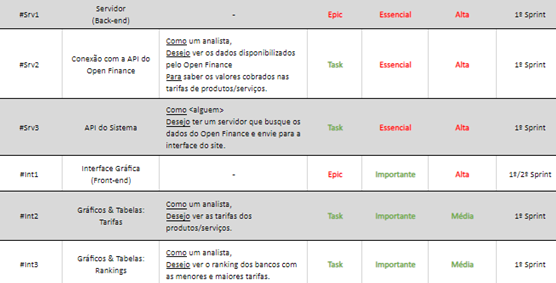 #Srv1 Servidor (Back-end) - Epic Essencial Alta 1º Sprint
#Srv2 Conexão com a API do Open Finance
Como um analista,
Desejo ver os dados disponibilizados
pelo Open Finance
Para saber os valores cobrados nas
tarifas de produtos/serviços.
Task Essencial Alta 1º Sprint
#Srv3 API do Sistema
Como <alguem>
Desejo ter um servidor que busque os
dados do Open Finance e envie para a
interface do site.
Task Essencial Alta 1º Sprint
#Int1 Interface Gráfica (Front-end) - Epic Importante Alta 1º/2º Sprint
#Int2 Gráficos & Tabelas: Tarifas
Como um analista,
Desejo ver as tarifas dos
produtos/serviços.
Task Importante Média 1º Sprint
#Int3 Gráficos & Tabelas: Rankings
Como um analista,
Desejo ver o ranking dos bancos com
as menores e maiores tarifas.
Task Importante Média 1º Sprint